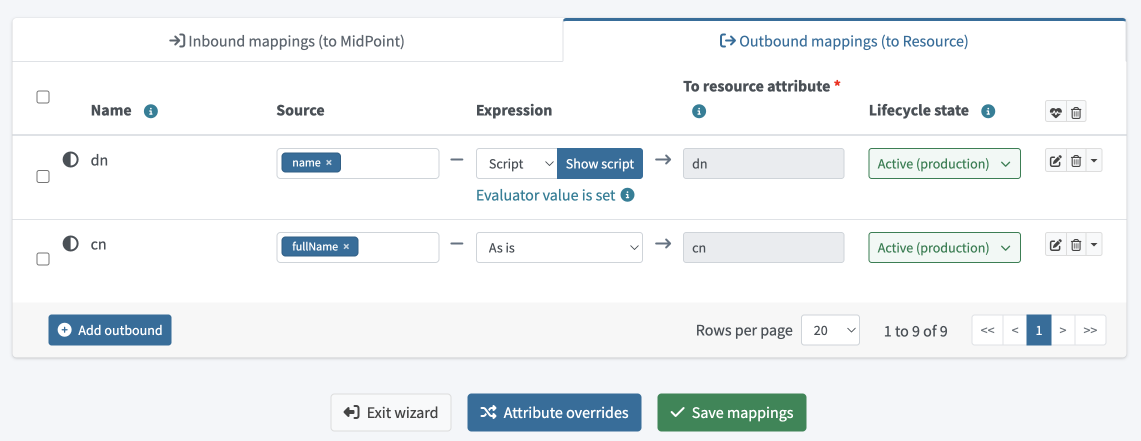 Inbound mappings (to MidPoint)
Outbound mappings (to Resource)
Name
Source
Expression
To resource attribute *
Lifecycle state
dn
name ×
Script
Show script
dn
Active (production)
Evaluator value is set
cn
fullName ×
As is
cn
Active (production)
Add outbound
Rows per page
20
1 to 9 of 9
<< < 1 > >>
Exit wizard
Attribute overrides
Save mappings